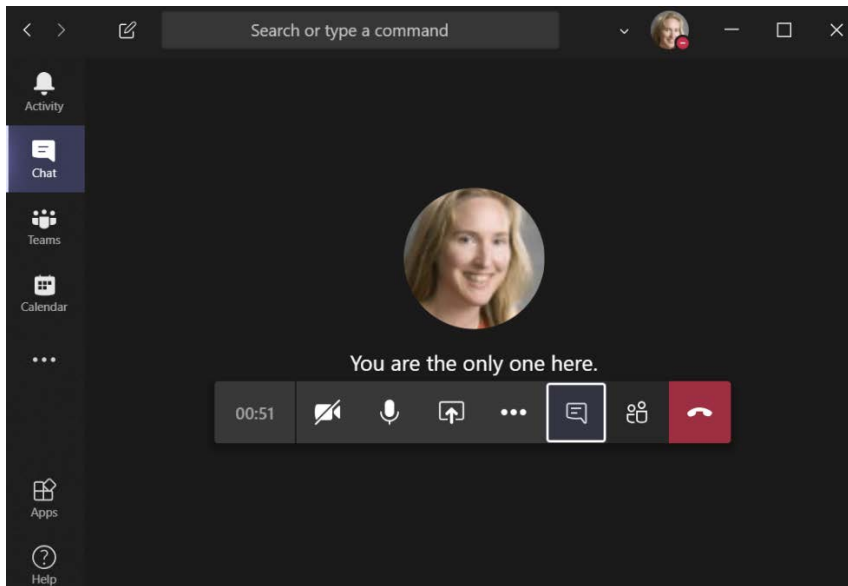 Search or type a command
Activity
Chat
Teams
Calendar
You are the only one here.
00:51
Apps
Help